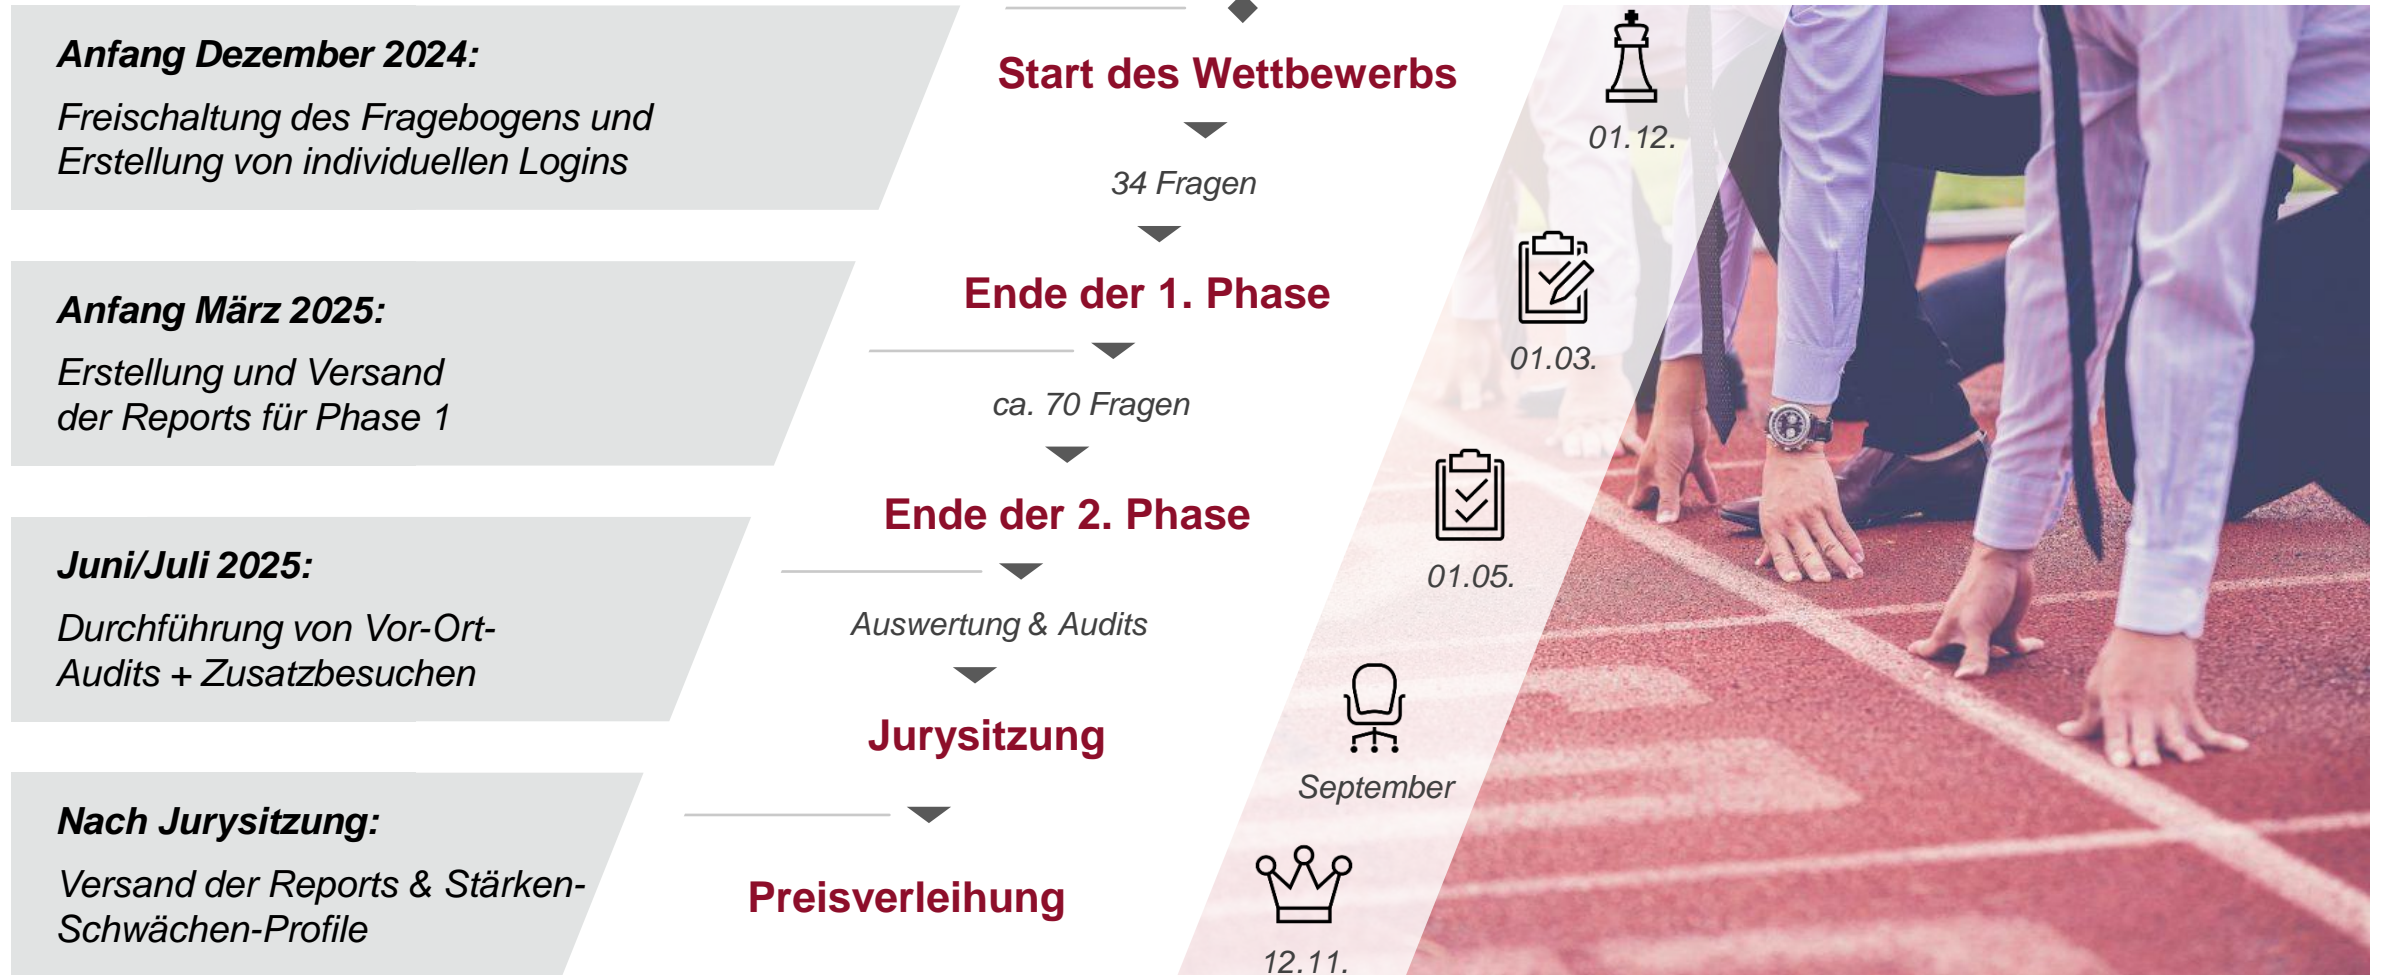 Anfang Dezember 2024:
Freischaltung des Fragebogens und
Erstellung von individuellen Logins
Anfang März 2025:
Erstellung und Versand
der Reports für Phase 1
Juni/Juli 2025:
Durchführung von Vor-Ort-
Audits + Zusatzbesuchen
Nach Jurysitzung:
Versand der Reports & Stärken-
Schwächen-Profile
Start des Wettbewerbs
34 Fragen
Ende der 1. Phase
ca. 70 Fragen
Ende der 2. Phase
Auswertung & Audits
Jurysitzung
Preisverleihung
01.12.
01.03.
01.05.
September
12.11.